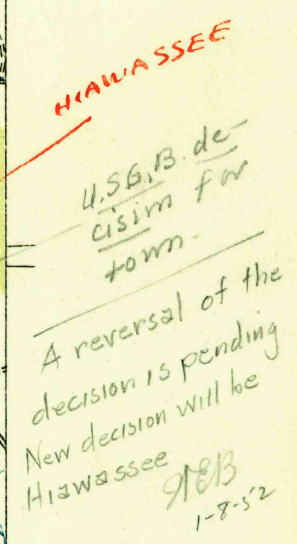 HIAWASSEE
U.S.G.B. de-
cision for
town.
A reversal of the
decision is pending
New decision will be
Hiawassee
1-8-52